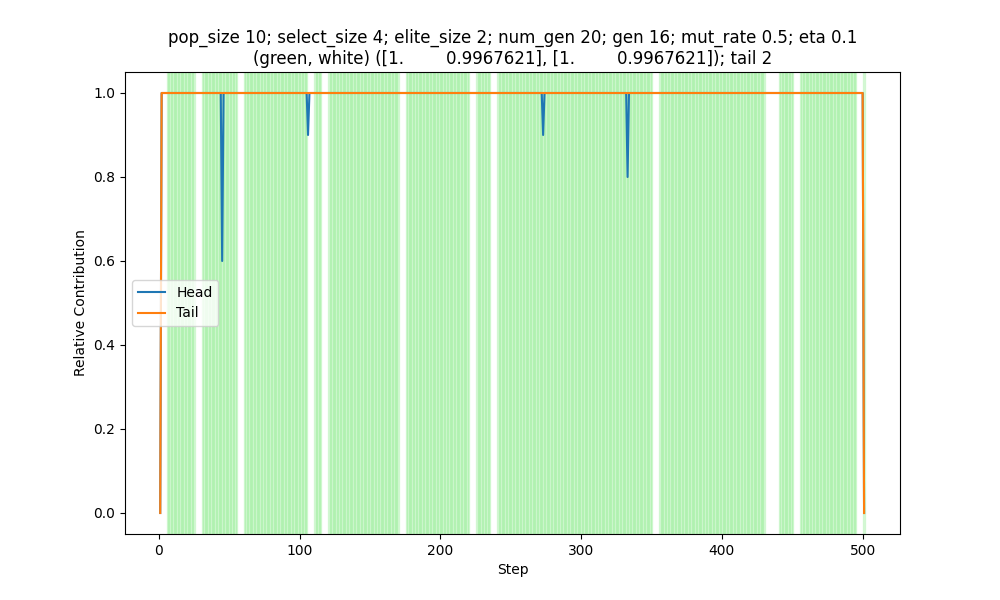 pop_size 10; select_size 4; elite_size 2; num_gen 20; gen 16; mut_rate 0.5; eta 0.1
(green, white) ([1.         0.9967621], [1.         0.9967621]); tail 2
1.0
0.8
0.6
0.4
0.2
0.0
Relative Contribution
Head
Tail
0
100
200
300
400
500
Step